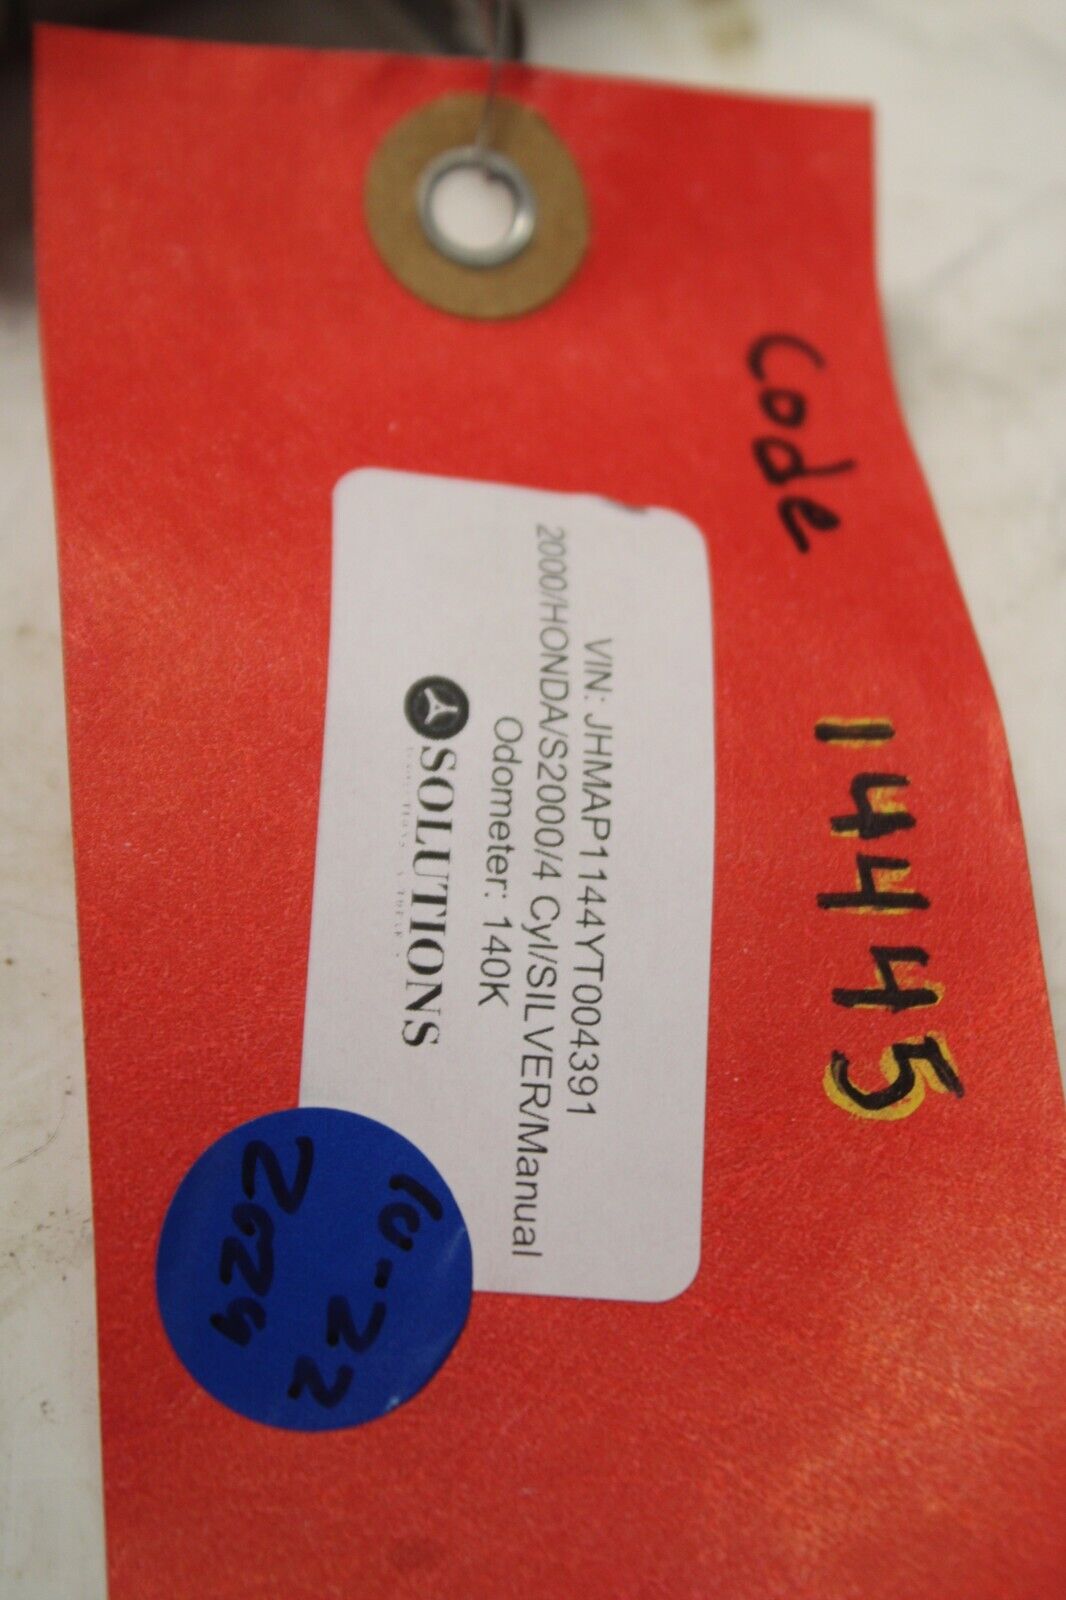 Code
14445
VIN: JHMAP1144YT004391
2000/HONDA/S2000/4 Cyl/SILVER/Manual
Odometer: 140K
SOLUTIONS
10-22
2024